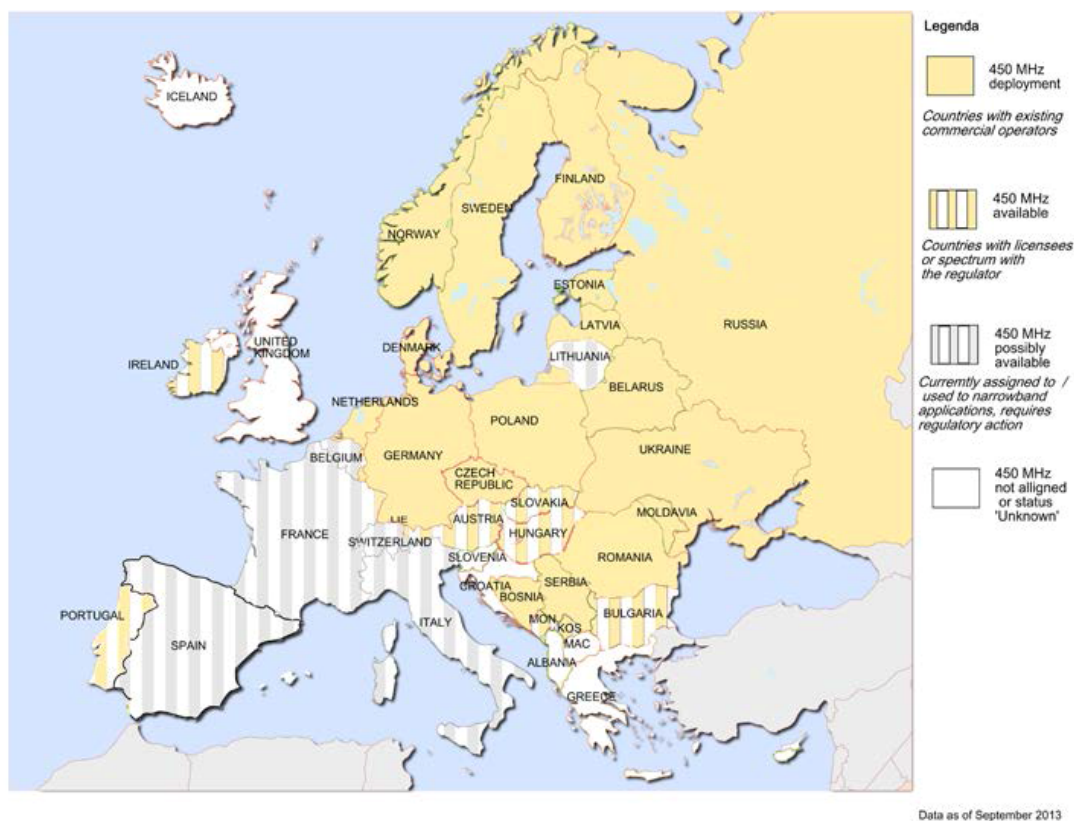 Legenda
450 MHz
deployment
Countries with existing
commercial operators
450 MHz
available
Countries with licensees
or spectrum with
the regulator
450 MHz
possibly
available
Curremtly assigned to /
used to narrowband
applications, requires
regulatory action
450 MHz
not alligned
or status
'Unknown'
ICELAND
FINLAND
SWEDEN
NORWAY
ESTONIA
RUSSIA
LATVIA
UNITED
KINGDOM
DENMARK
LITHUANIA
IRELAND
BELARUS
NETHERLANDS
POLAND
UKRAINE
BELGIUM
GERMANY
CZECH
REPUBLIC
SLOVAKIA
MOLDAVIA
LIE
AUSTRIA
FRANCE
HUNGARY
SWITZERLAND
SLOVENIA
ROMANIA
CROATIA
SERBIA
BOSNIA
PORTUGAL
BULGARIA
ITALY
MON
KOS
SPAIN
MAC
ALBANIA
GREECE
Data as of September 2013